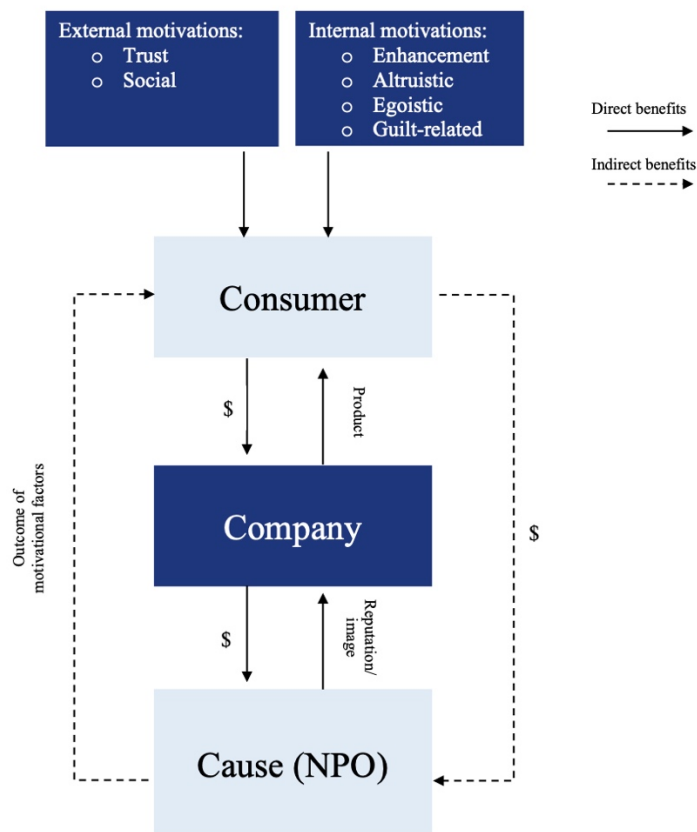 External motivations:
o Trust
o Social
Internal motivations:
o Enhancement
o Altruistic
o Egoistic
o Guilt-related
Direct benefits
Indirect benefits
Consumer
$
Product
Outcome of
motivational factors
Company
$
$
Reputation/
image
Cause (NPO)